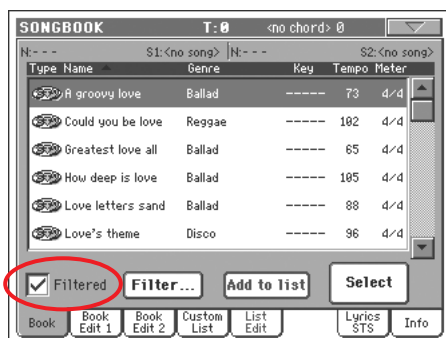 SONGBOOK T:0 <no chord> 0
N:--- S1:<no song> N:--- S2:<no song>
Type Name Genre Key Tempo Meter
A groovy love Ballad ----- 73 4/4
Could you be love Reggae ----- 102 4/4
Greatest love all Ballad ----- 65 4/4
How deep is love Ballad ----- 105 4/4
Love letters sand Ballad ----- 88 4/4
Love's theme Disco ----- 96 4/4
Filtered Filter... Add to list Select
Book Book Edit 1 Book Edit 2 Custom List List Edit Lyrics STS Info